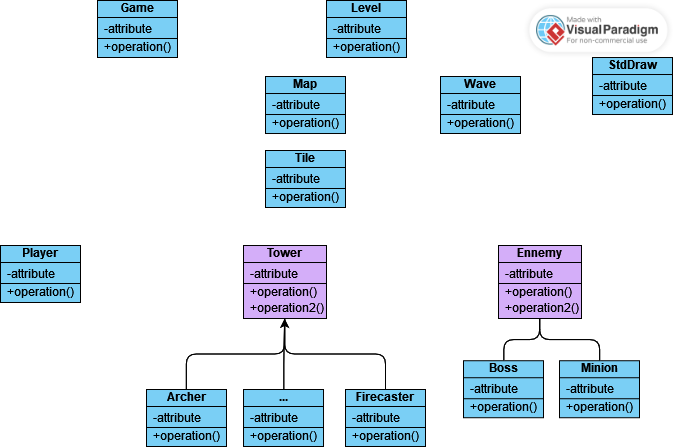 Game
-attribute
+operation()
Level
-attribute
+operation()
Made with
VisualParadigm
For non-commercial use
StdDraw
-attribute
+operation()
Map
-attribute
+operation()
Wave
-attribute
+operation()
Tile
-attribute
+operation()
Player
-attribute
+operation()
Tower
-attribute
+operation()
+operation2()
Ennemy
-attribute
+operation()
+operation2()
Boss
-attribute
+operation()
Minion
-attribute
+operation()
Archer
-attribute
+operation()
...
-attribute
+operation()
Firecaster
-attribute
+operation()